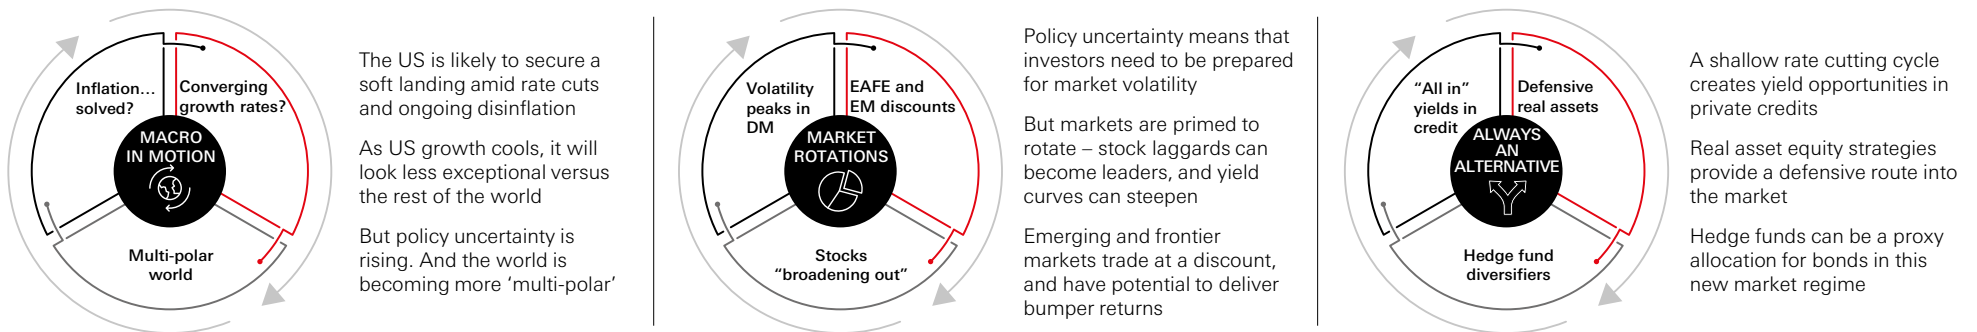 Inflation...
solved?
Converging
growth rates?
MACRO
IN MOTION
Multi-polar
world
The US is likely to secure a
soft landing amid rate cuts
and ongoing disinflation
As US growth cools, it will
look less exceptional versus
the rest of the world
But policy uncertainty is
rising. And the world is
becoming more ‘multi-polar’
Volatility
peaks in
DM
EAFE and
EM discounts
MARKET
ROTATIONS
Stocks
“broadening out”
Policy uncertainty means that
investors need to be prepared
for market volatility
But markets are primed to
rotate – stock laggards can
become leaders, and yield
curves can steepen
Emerging and frontier
markets trade at a discount,
and have potential to deliver
bumper returns
“All in”
yields in
credit
Defensive
real assets
ALWAYS
AN
ALTERNATIVE
Hedge fund
diversifiers
A shallow rate cutting cycle
creates yield opportunities in
private credits
Real asset equity strategies
provide a defensive route into
the market
Hedge funds can be a proxy
allocation for bonds in this
new market regime